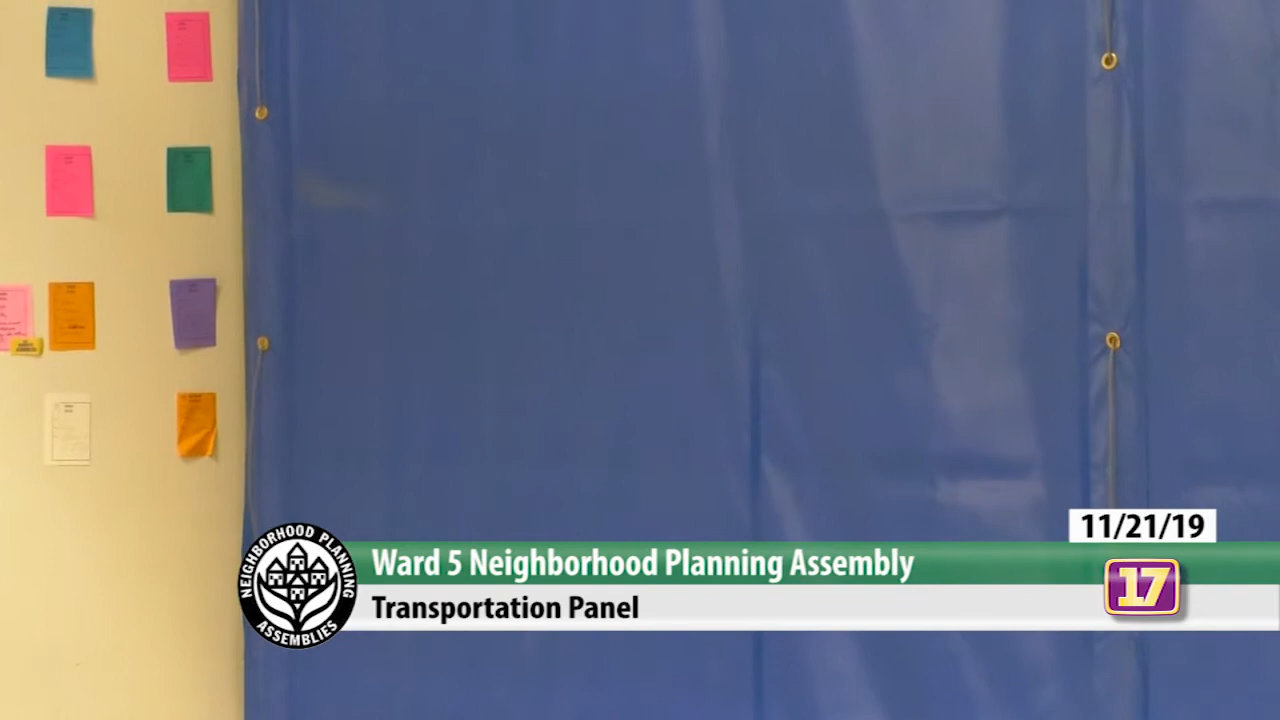 11/21/19
Ward 5 Neighborhood Planning Assembly
17
Transportation Panel
NEIGHBORHOOD PLANNING
ASSEMBLIES